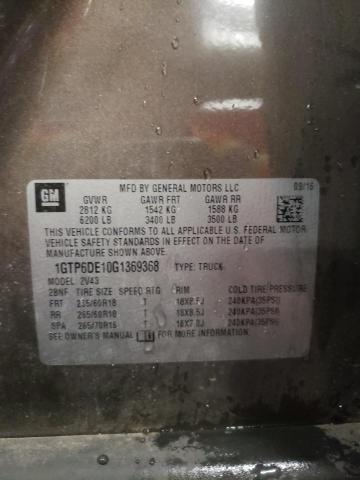 GM
MFD BY GENERAL MOTORS LLC 09/16
GVWR GAWR FRT GAWR RR
2812 KG 1542 KG 1588 KG
6200 LB 3400 LB 3500 LB
THIS VEHICLE CONFORMS TO ALL APPLICABLE U.S. FEDERAL MOTOR
VEHICLE SAFETY STANDARDS IN EFFECT ON THE DATE OF
MANUFACTURE SHOWN ABOVE.
1GTP6DE10G1369368 TYPE: TRUCK
MODEL 2V43
2BNF TIRE SIZE SPEED RTG RIM COLD TIRE PRESSURE
FRT 265/60R18 T 18X8.5J 240KPA(35PSI)
RR 265/60R18 T 18X8.5J 240KPA(35PSI)
SPA 265/70R16 T 16X7.0J 240KPA(35PSI)
SEE OWNER'S MANUAL FOR MORE INFORMATION.